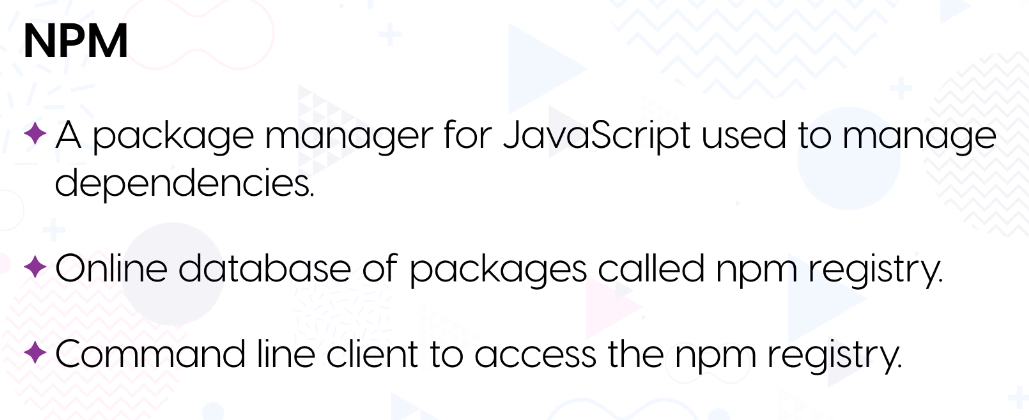 NPM
A package manager for JavaScript used to manage
dependencies.
Online database of packages called npm registry.
Command line client to access the npm registry.